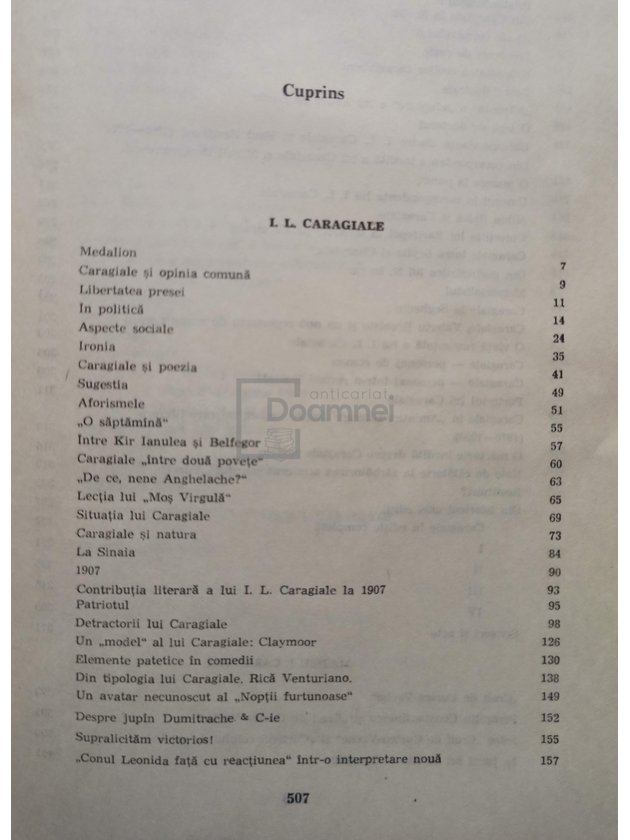 Cuprins
I. L. CARAGIALE
Medalion 7
Caragiale și opinia comună 9
Libertatea presei 11
În politică 14
Aspecte sociale 24
Ironia 35
Caragiale și poezia 41
Sugestia 49
Aforismele 51
„O săptămînă“ 55
Între Kir Ianulea și Belfegor 57
Caragiale „între două povețe“ 60
„De ce, nene Anghelache?“ 63
Lecția lui „Moș Virgulă“ 65
Situația lui Caragiale 69
Caragiale și natura 73
La Sinaia 84
1907 90
Contribuția literară a lui I. L. Caragiale la 1907 93
Patriotul 95
Detractorii lui Caragiale 98
Un „model“ al lui Caragiale: Claymoor 126
Elemente patetice în comedii 130
Din tipologia lui Caragiale. Rică Venturiano. 138
Un avatar necunoscut al „Nopții furtunoase“ 149
Despre jupîn Dumitrache & C-ie 152
Supralicităm victorios! 155
„Conul Leonida față cu reacțiunea“ într-o interpretare nouă 157
507
anticariat
Doamnei